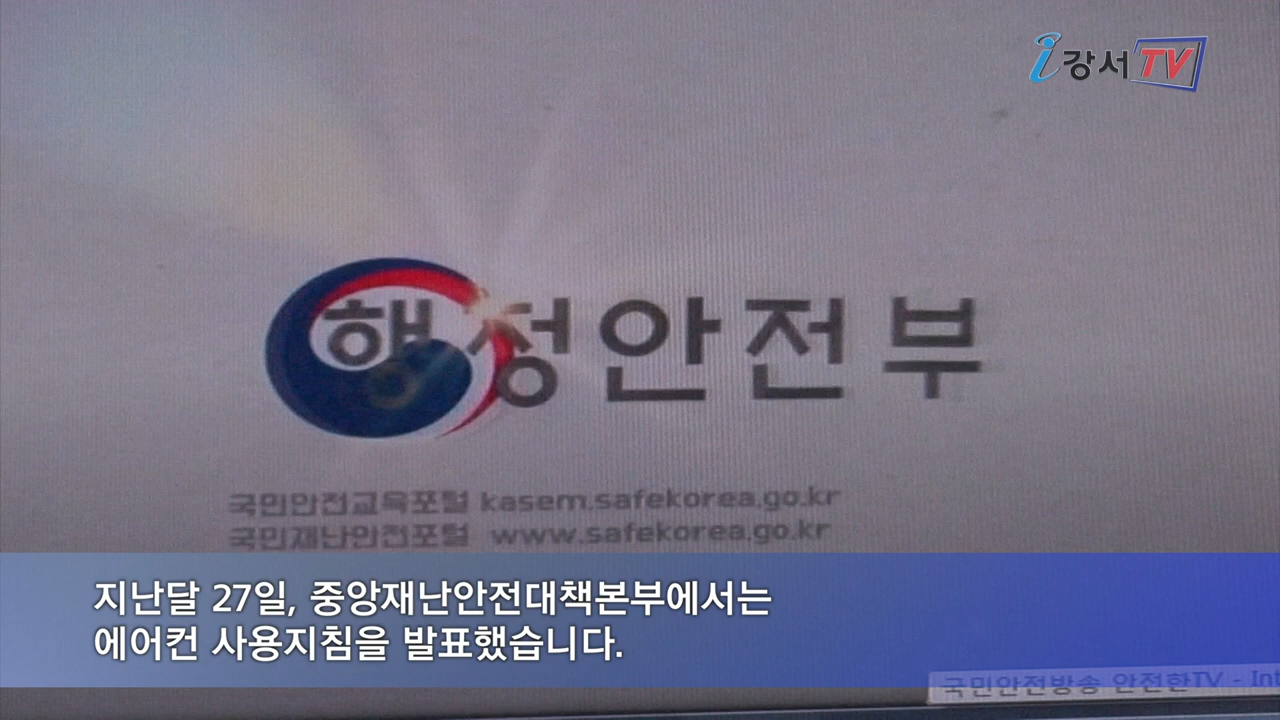 i강서TV
행정안전부
국민안전교육포털 kasem.safekorea.go.kr
국민재난안전포털 www.safekorea.go.kr
지난달 27일, 중앙재난안전대책본부에서는
에어컨 사용지침을 발표했습니다.
국민안전방송 안전한TV - Int